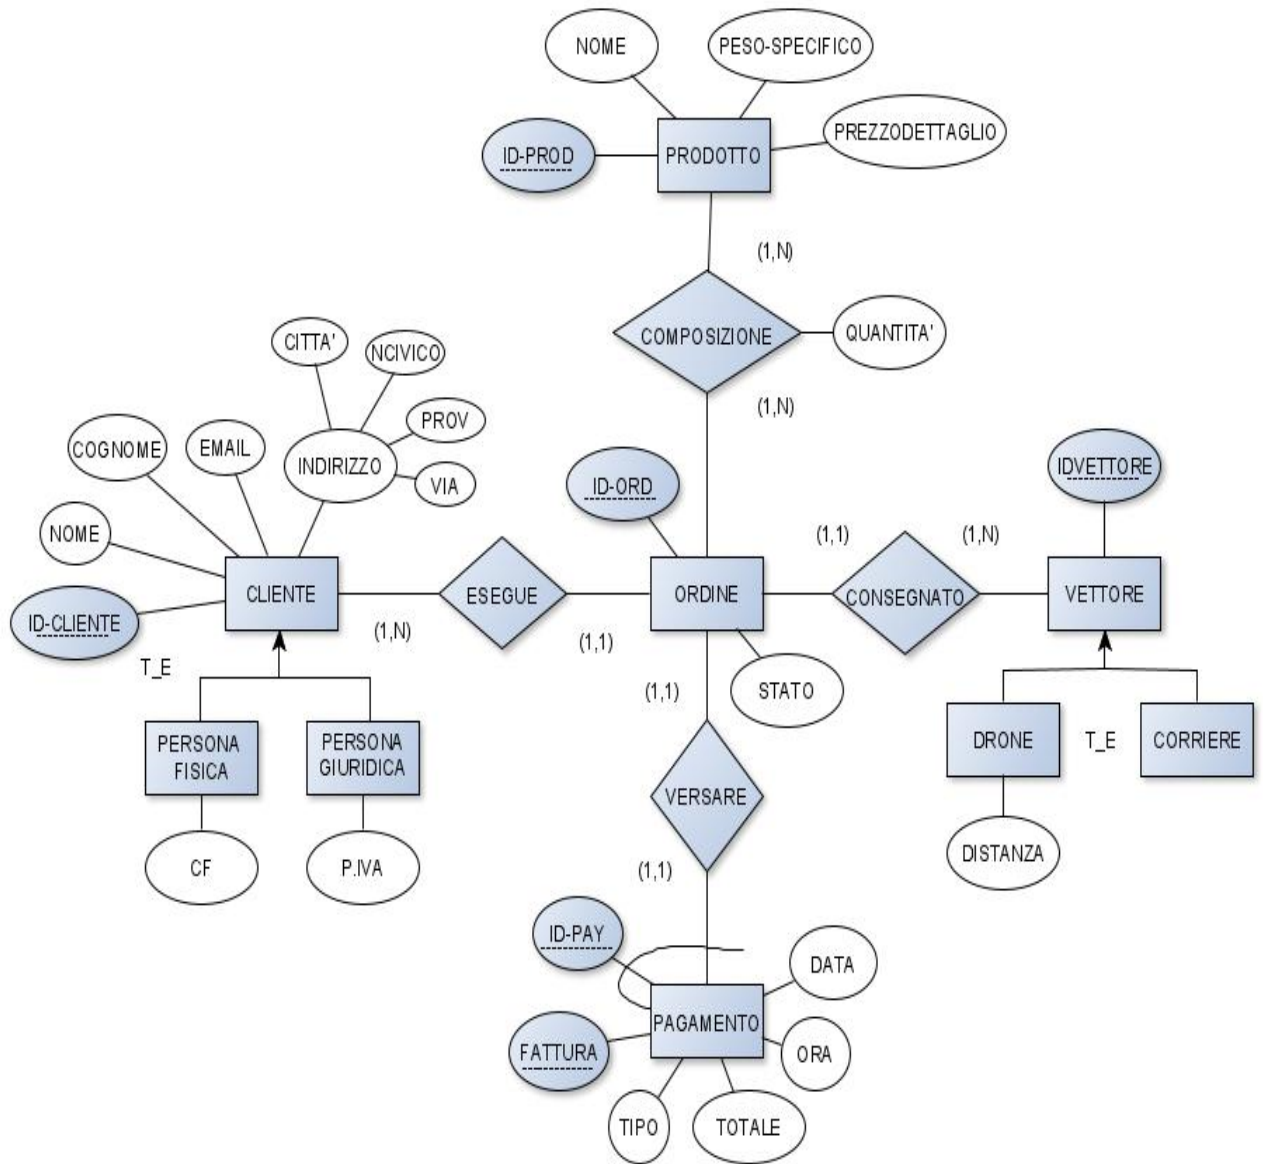 NOME
PESO-SPECIFICO
PREZZODETTAGLIO
ID-PROD
PRODOTTO
(1,N)
COMPOSIZIONE
QUANTITA'
(1,N)
CITTA'
NCIVICO
PROV
COGNOME
EMAIL
INDIRIZZO
VIA
NOME
ID-CLIENTE
CLIENTE
(1,N)
ESEGUE
(1,1)
ID-ORD
ORDINE
STATO
(1,1)
CONSEGNATO
(1,N)
IDVETTORE
VETTORE
T_E
PERSONA
FISICA
PERSONA
GIURIDICA
CF
P.IVA
DRONE
T_E
CORRIERE
DISTANZA
(1,1)
VERSARE
(1,1)
ID-PAY
DATA
PAGAMENTO
FATTURA
ORA
TIPO
TOTALE